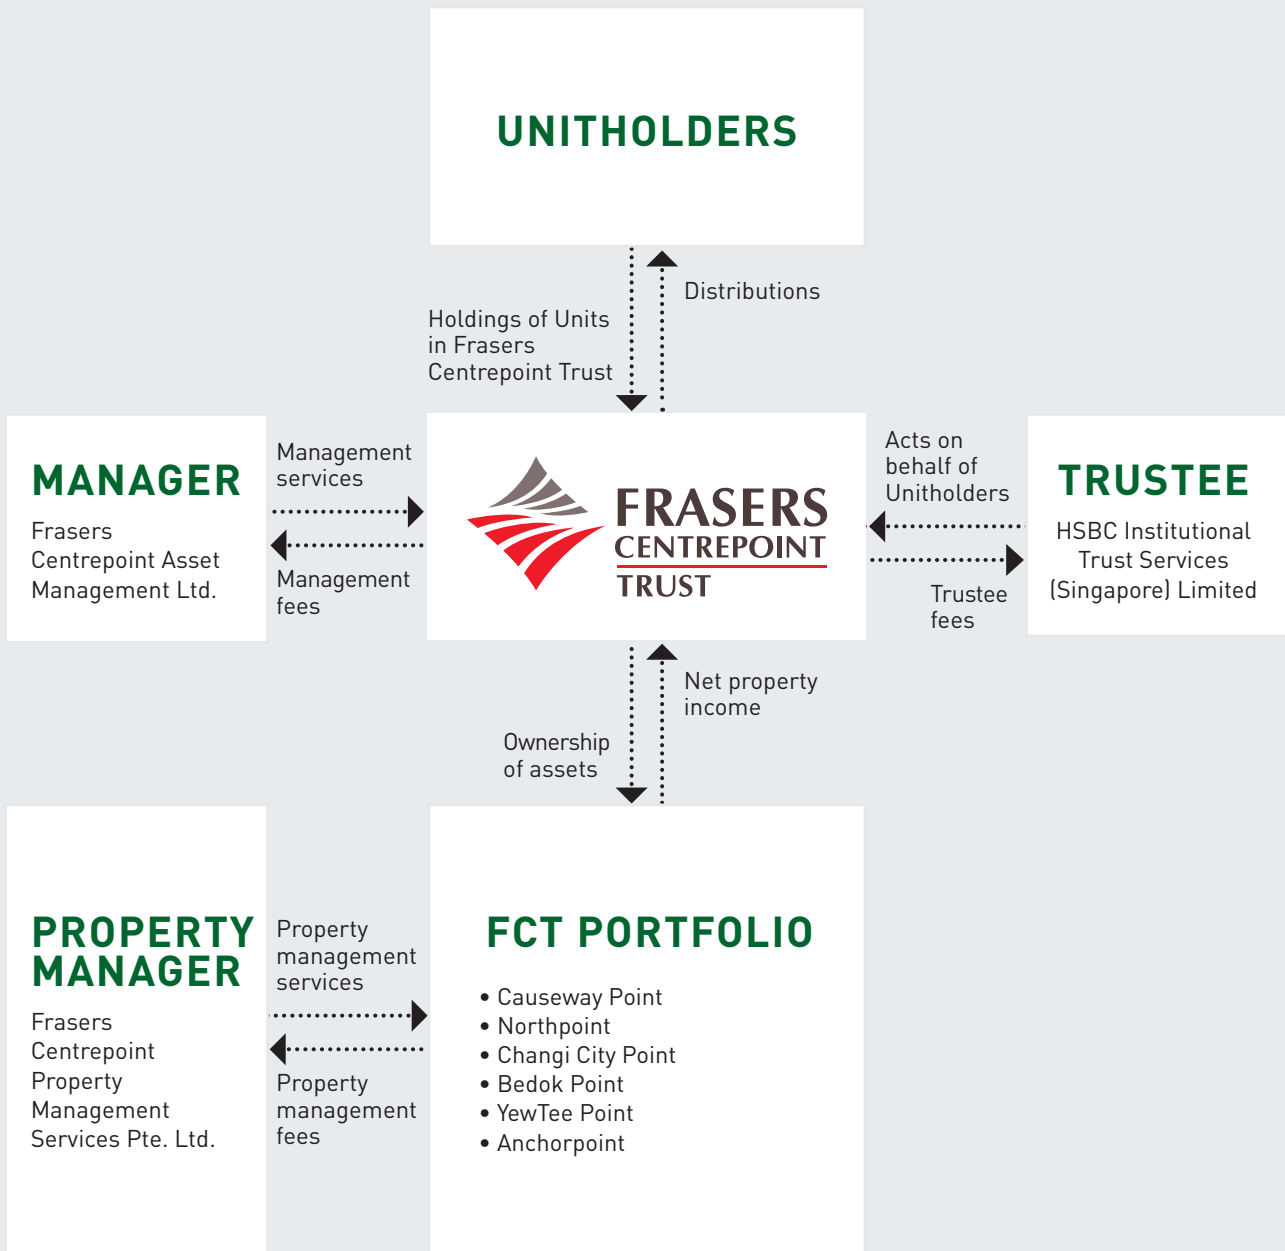 UNITHOLDERS
Distributions
Holdings of Units
in Frasers
Centrepoint Trust
MANAGER
Frasers
Centrepoint Asset
Management Ltd.
Management
services
Management
fees
FRASERS
CENTREPOINT
TRUST
Acts on
behalf of
Unitholders
Trustee
fees
TRUSTEE
HSBC Institutional
Trust Services
(Singapore) Limited
Net property
income
Ownership
of assets
PROPERTY
MANAGER
Frasers
Centrepoint
Property
Management
Services Pte. Ltd.
Property
management
services
Property
management
fees
FCT PORTFOLIO
• Causeway Point
• Northpoint
• Changi City Point
• Bedok Point
• YewTee Point
• Anchorpoint